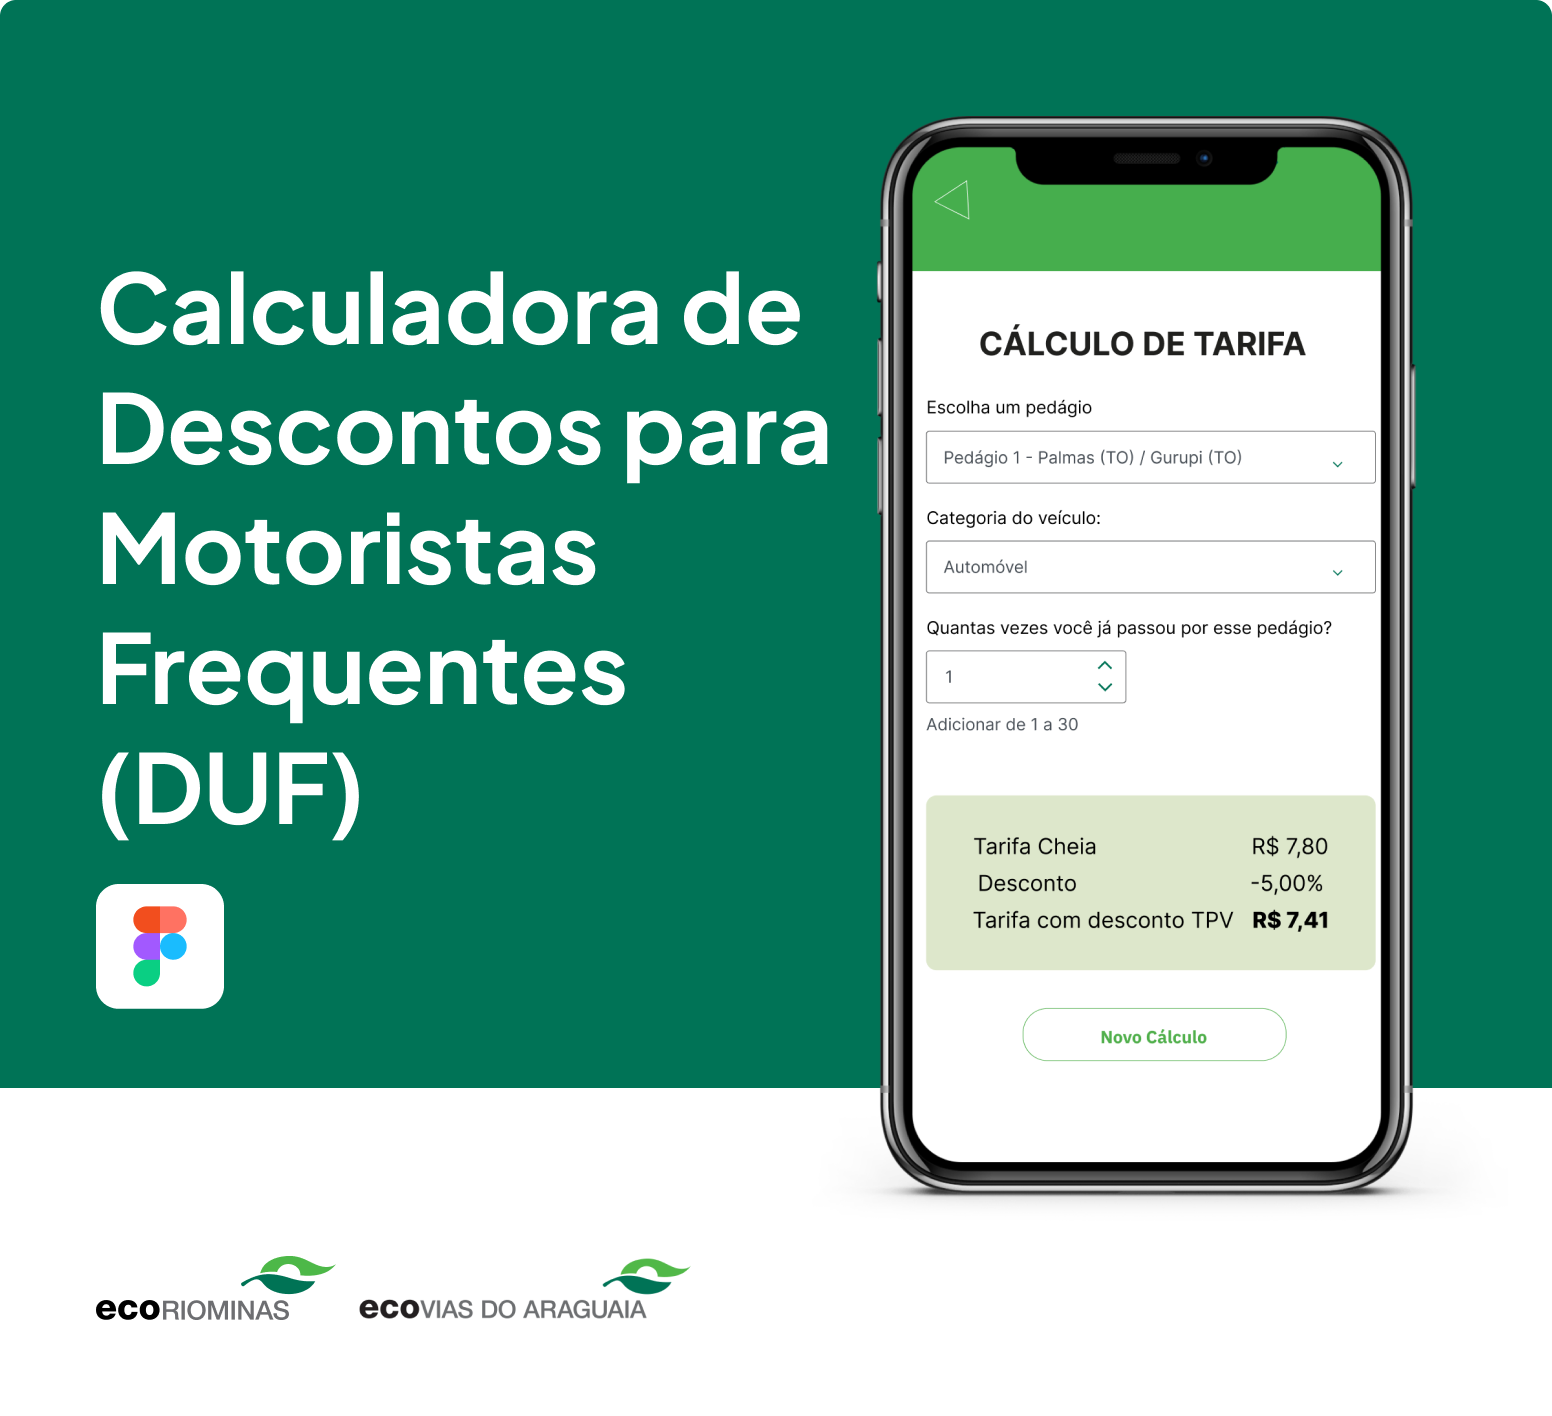 Calculadora de
Descontos para
Motoristas
Frequentes
(DUF)
CÁLCULO DE TARIFA
Escolha um pedágio
Pedágio 1 - Palmas (TO) / Gurupi (TO)
Categoria do veículo:
Automóvel
Quantas vezes você já passou por esse pedágio?
1
Adicionar de 1 a 30
Tarifa Cheia R$ 7,80
Desconto -5,00%
Tarifa com desconto TPV R$ 7,41
Novo Cálculo
ecoRIOMINAS
ecoVIAS DO ARAGUAIA